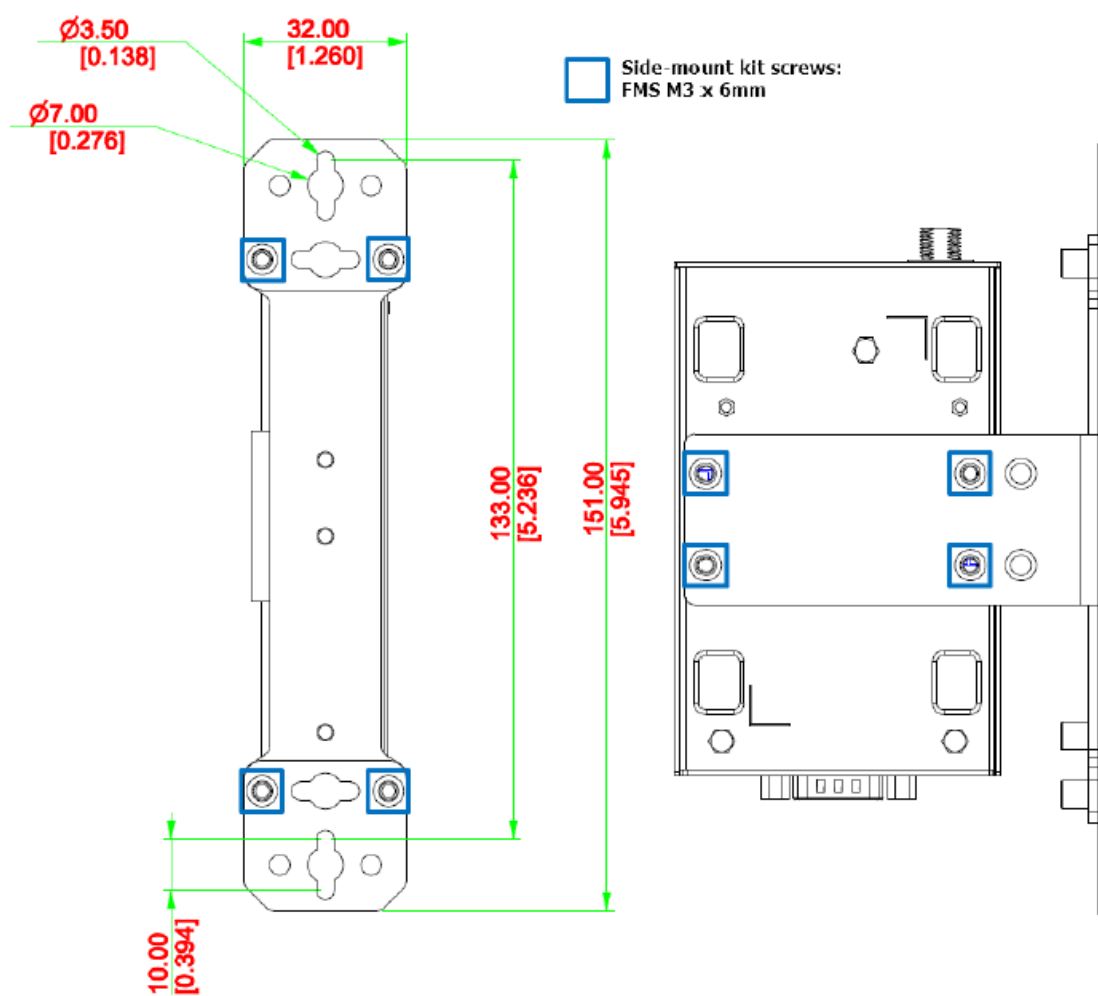 Ø3.50
[0.138]
32.00
[1.260]
Side-mount kit screws:
FMS M3 x 6mm
Ø7.00
[0.276]
133.00
[5.236]
151.00
[5.945]
10.00
[0.394]